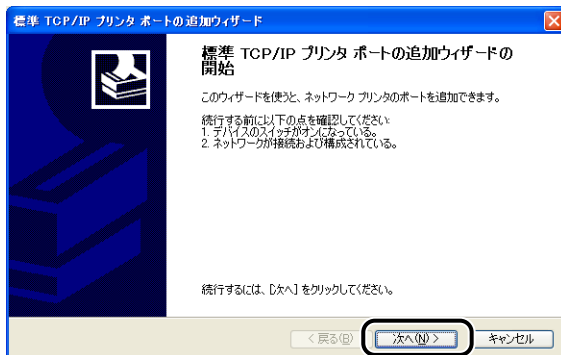 標準 TCP/IP プリンタ ポートの追加ウィザード
標準 TCP/IP プリンタ ポートの追加ウィザードの
開始
このウィザードを使うと、ネットワーク プリンタのポートを追加できます。
続行する前に以下の点を確認してください:
1. デバイスのスイッチがオンになっている。
2. ネットワークが接続および構成されている。
続行するには、[次へ] をクリックしてください。
< 戻る(B)
次へ(N) >
キャンセル